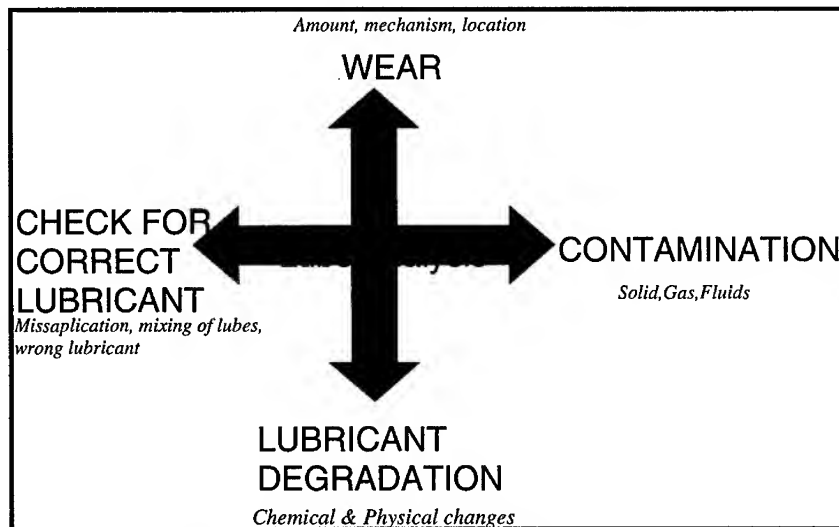 Amount, mechanism, location
WEAR
CHECK FOR
CORRECT
LUBRICANT
Missaplication, mixing of lubes,
wrong lubricant
CONTAMINATION
Solid,Gas,Fluids
LUBRICANT
DEGRADATION
Chemical & Physical changes